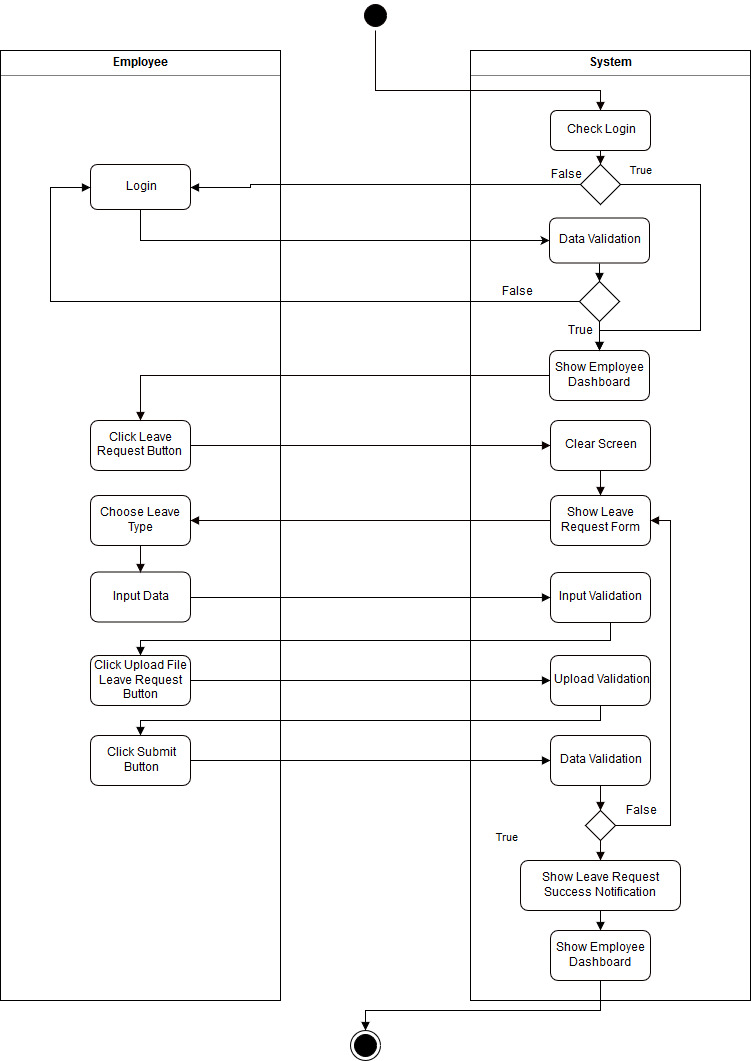 Employee
System
Check Login
False
True
Login
Data Validation
False
True
Show Employee
Dashboard
Click Leave
Request Button
Clear Screen
Choose Leave
Type
Show Leave
Request Form
Input Data
Input Validation
Click Upload File
Leave Request
Button
Upload Validation
Click Submit
Button
Data Validation
False
True
Show Leave Request
Success Notification
Show Employee
Dashboard